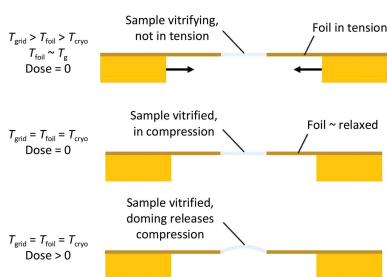 T_grid > T_foil > T_cryo
T_foil ~ T_g
Dose = 0
Sample vitrifying,
not in tension
Foil in tension
T_grid = T_foil = T_cryo
Dose = 0
Sample vitrified,
in compression
Foil ~ relaxed
T_grid = T_foil = T_cryo
Dose > 0
Sample vitrified,
doming releases
compression